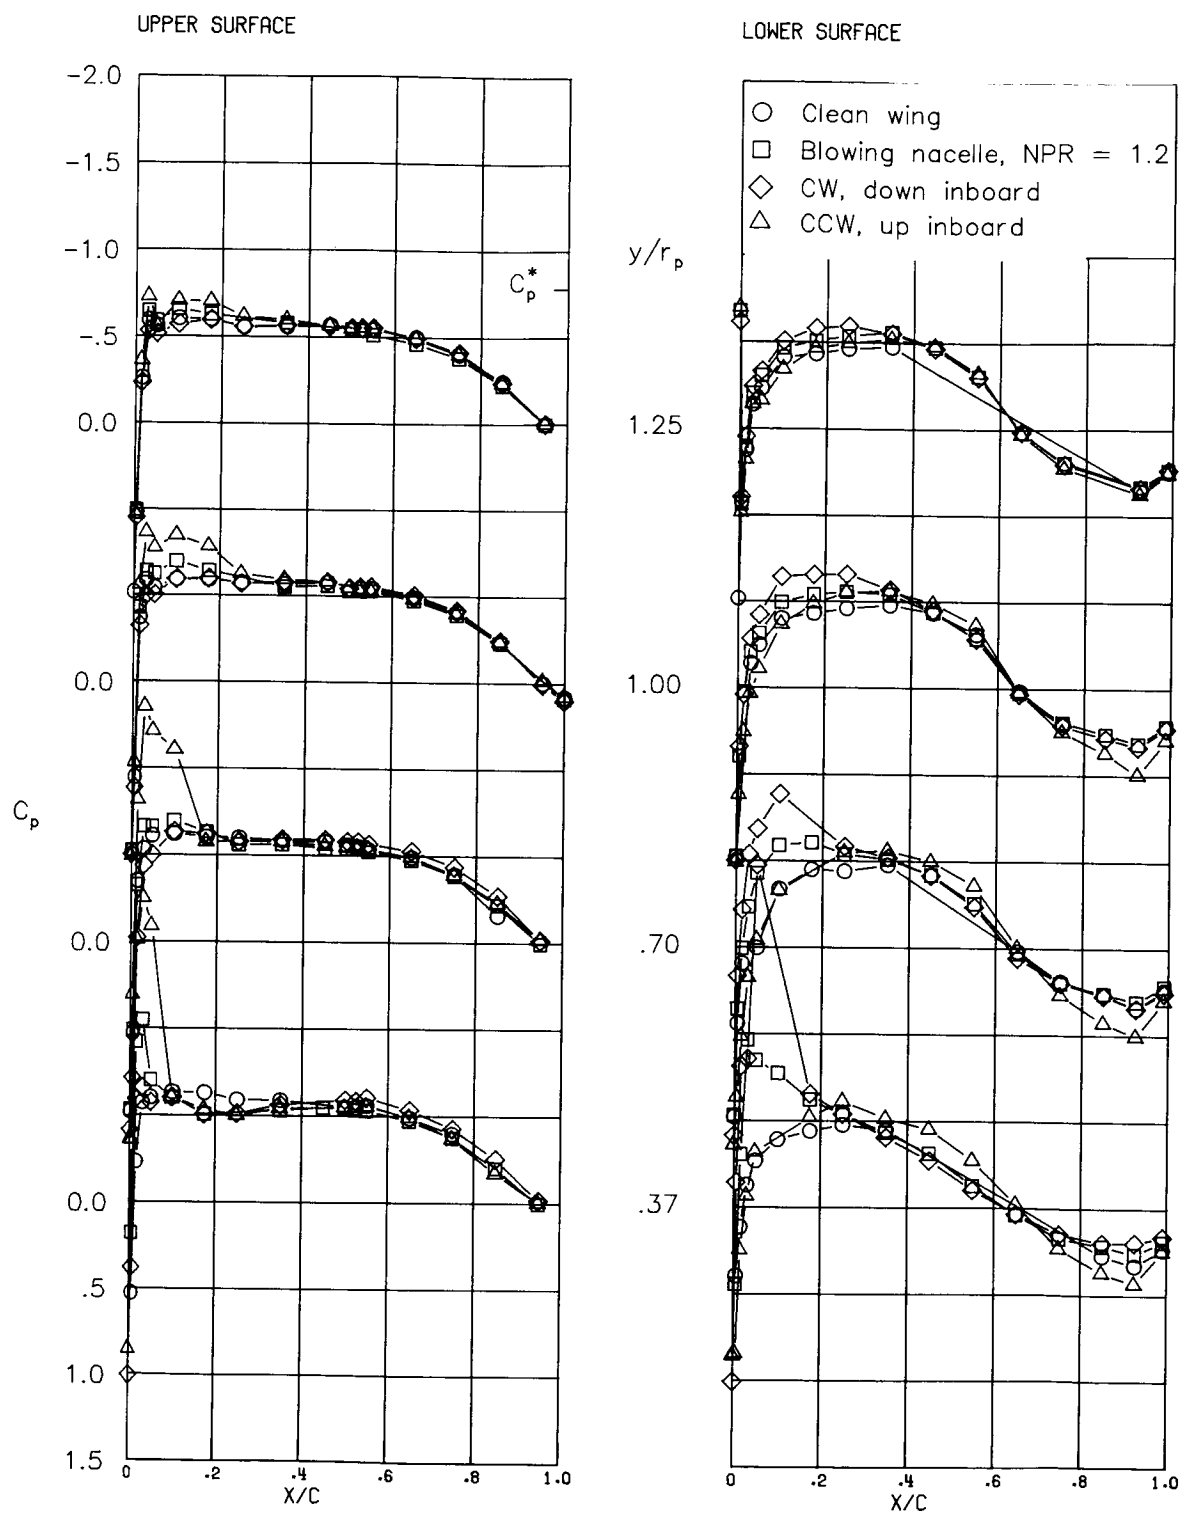 UPPER SURFACE
LOWER SURFACE
-2.0
-1.5
-1.0
-.5
0.0
0.0
0.0
0.0
.5
1.0
1.5
Cp
Cp*
0 .2 .4 .6 .8 1.0
X/C
Clean wing
Blowing nacelle, NPR = 1.2
CW, down inboard
CCW, up inboard
y/rp
1.25
1.00
.70
.37
0 .2 .4 .6 .8 1.0
X/C